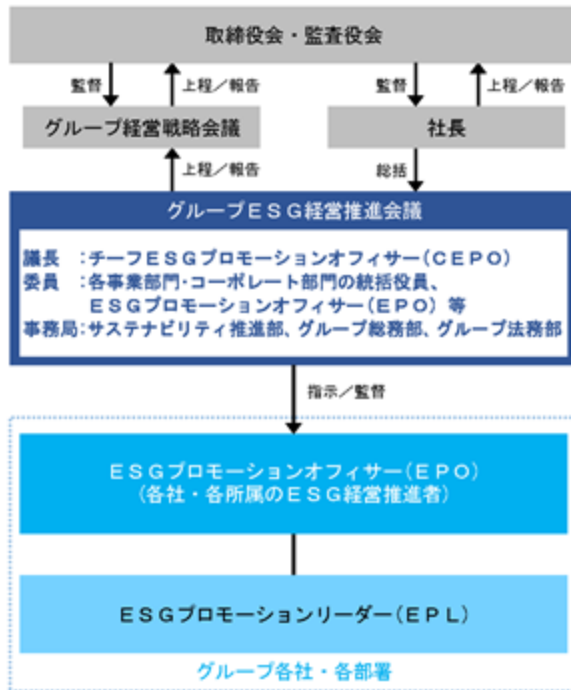 取締役会・監査役会
監督
上程／報告
監督
上程／報告
グループ経営戦略会議
社長
上程／報告
総括
グループESG経営推進会議
議長　：チーフESGプロモーションオフィサー(CEPO)
委員　：各事業部門・コーポレート部門の統括役員、
ESGプロモーションオフィサー(EPO) 等
事務局：サステナビリティ推進部、グループ総務部、グループ法務部
指示／監督
ESGプロモーションオフィサー(EPO)
(各社・各所属のESG経営推進者)
ESGプロモーションリーダー(EPL)
グループ各社・各部署